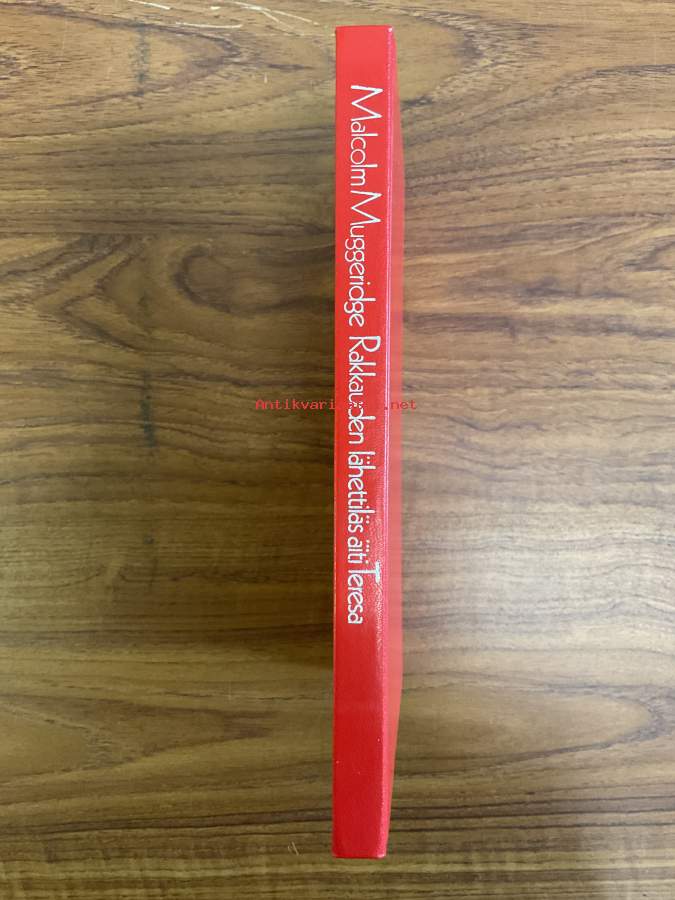 Malcolm Muggeridge Rakkauden lähettiläs äiti Teresa